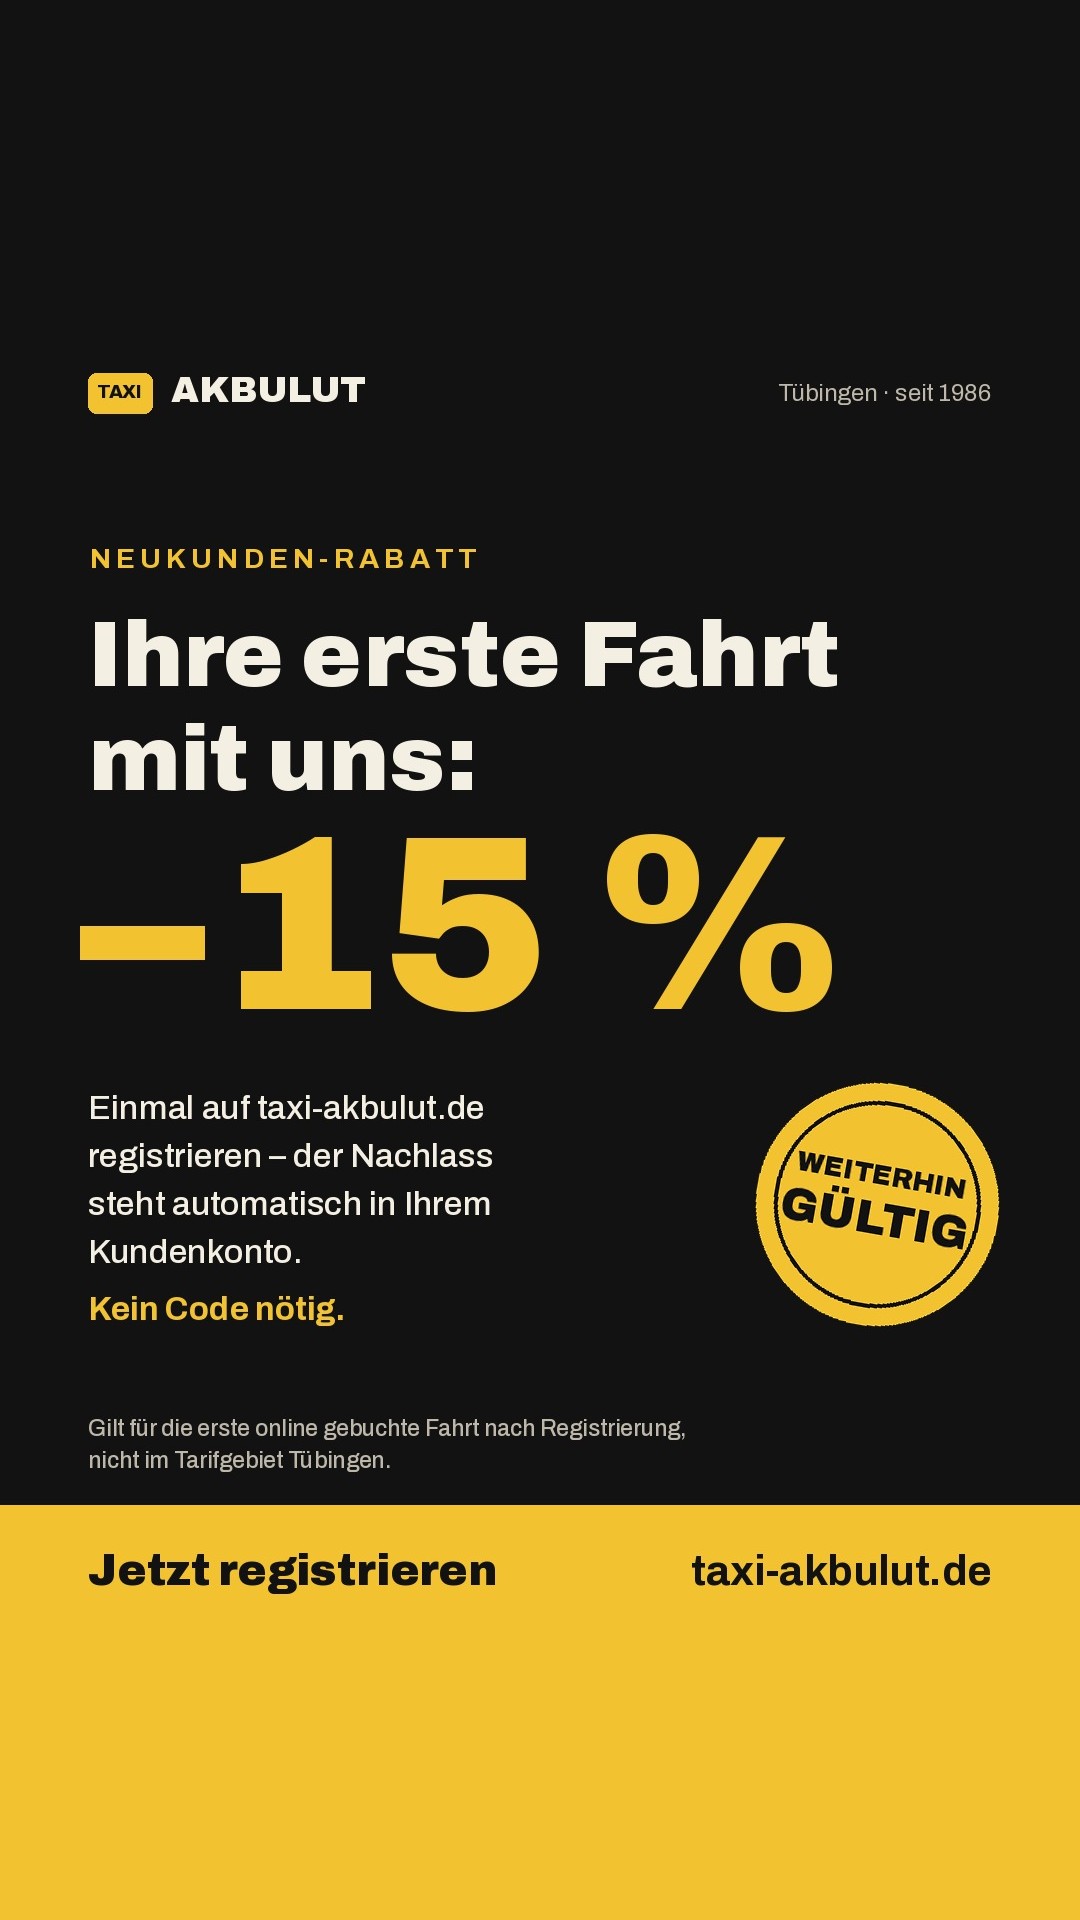 TAXI AKBULUT
Tübingen · seit 1986
NEUKUNDEN-RABATT
Ihre erste Fahrt
mit uns:
–15 %
Einmal auf taxi-akbulut.de
registrieren – der Nachlass
steht automatisch in Ihrem
Kundenkonto.
Kein Code nötig.
WEITERHIN
GÜLTIG
Gilt für die erste online gebuchte Fahrt nach Registrierung,
nicht im Tarifgebiet Tübingen.
Jetzt registrieren
taxi-akbulut.de